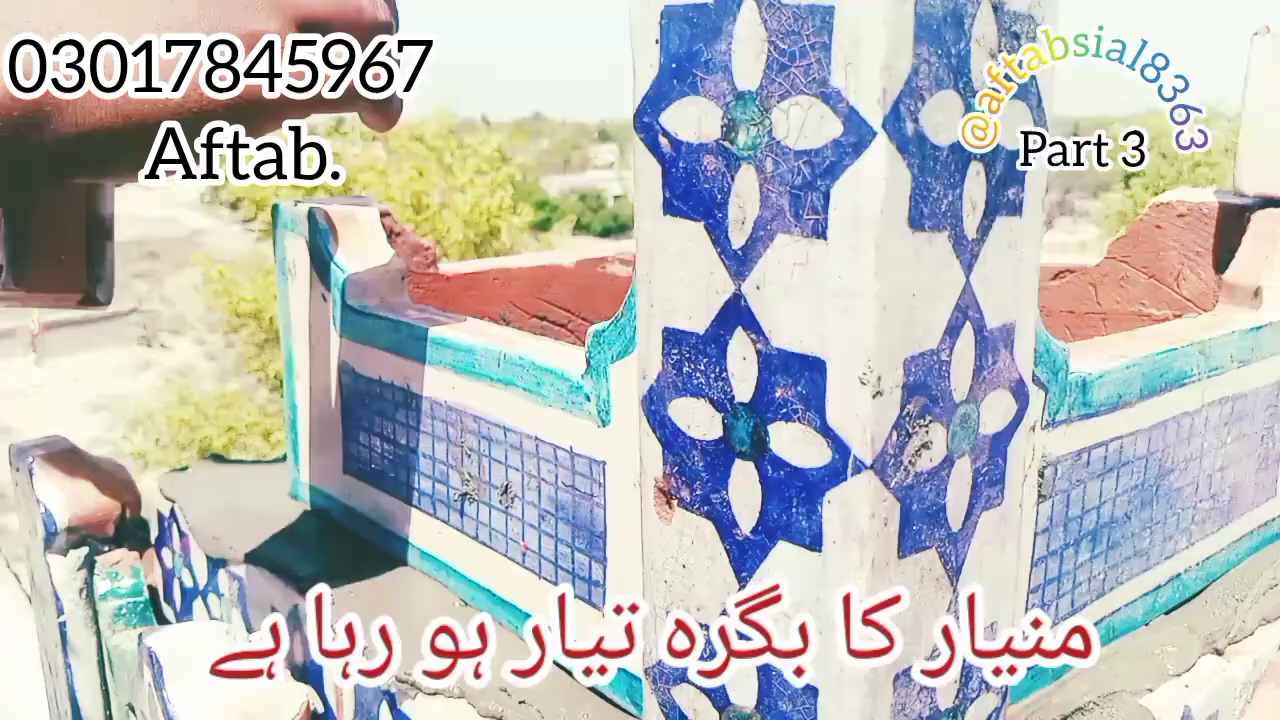 03017845967
Aftab.
@aftabsial8363
Part 3
منیار کا بگرہ تیار ہو رہا ہے